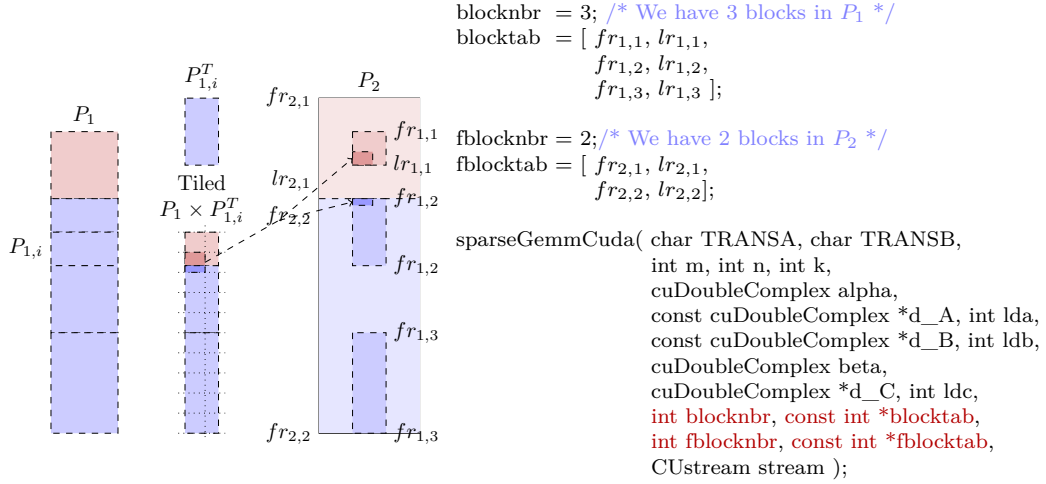 P_1
P_{1,i}
P^T_{1,i}
Tiled
P_1 × P^T_{1,i}
P_2
fr_{2,1}
lr_{2,1}
fr_{2,2}
fr_{2,2}
fr_{1,1}
lr_{1,1}
fr_{1,2}
fr_{1,2}
fr_{1,3}
fr_{1,3}
blocknbr = 3; /* We have 3 blocks in P_1 */
blocktab = [ fr_{1,1}, lr_{1,1},
fr_{1,2}, lr_{1,2},
fr_{1,3}, lr_{1,3} ];
fblocknbr = 2;/* We have 2 blocks in P_2 */
fblocktab = [ fr_{2,1}, lr_{2,1},
fr_{2,2}, lr_{2,2}];
sparseGemmCuda( char TRANSA, char TRANSB,
int m, int n, int k,
cuDoubleComplex alpha,
const cuDoubleComplex *d_A, int lda,
const cuDoubleComplex *d_B, int ldb,
cuDoubleComplex beta,
cuDoubleComplex *d_C, int ldc,
int blocknbr, const int *blocktab,
int fblocknbr, const int *fblocktab,
CUstream stream );